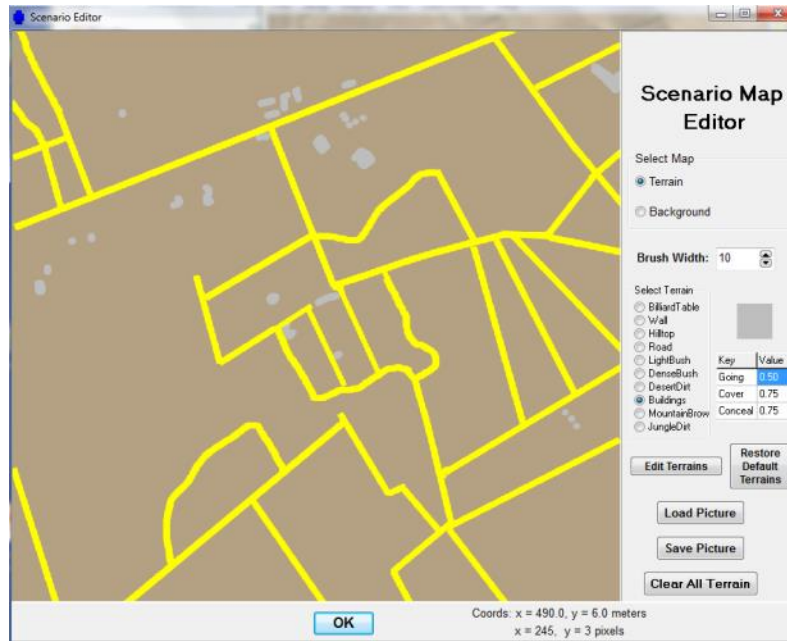 Scenario Editor
Scenario Map
Editor
Select Map
Terrain
Background
Brush Width: 10
Select Terrain
BilliardTable
Wall
Hilltop
Road
LightBush
DenseBush
DesertDirt
Buildings
MountainBrow
JungleDirt
Key Value
Going 0.50
Cover 0.75
Conceal 0.75
Edit Terrains
Restore
Default
Terrains
Load Picture
Save Picture
Clear All Terrain
OK
Coords: x = 490.0, y = 6.0 meters
x = 245, y = 3 pixels